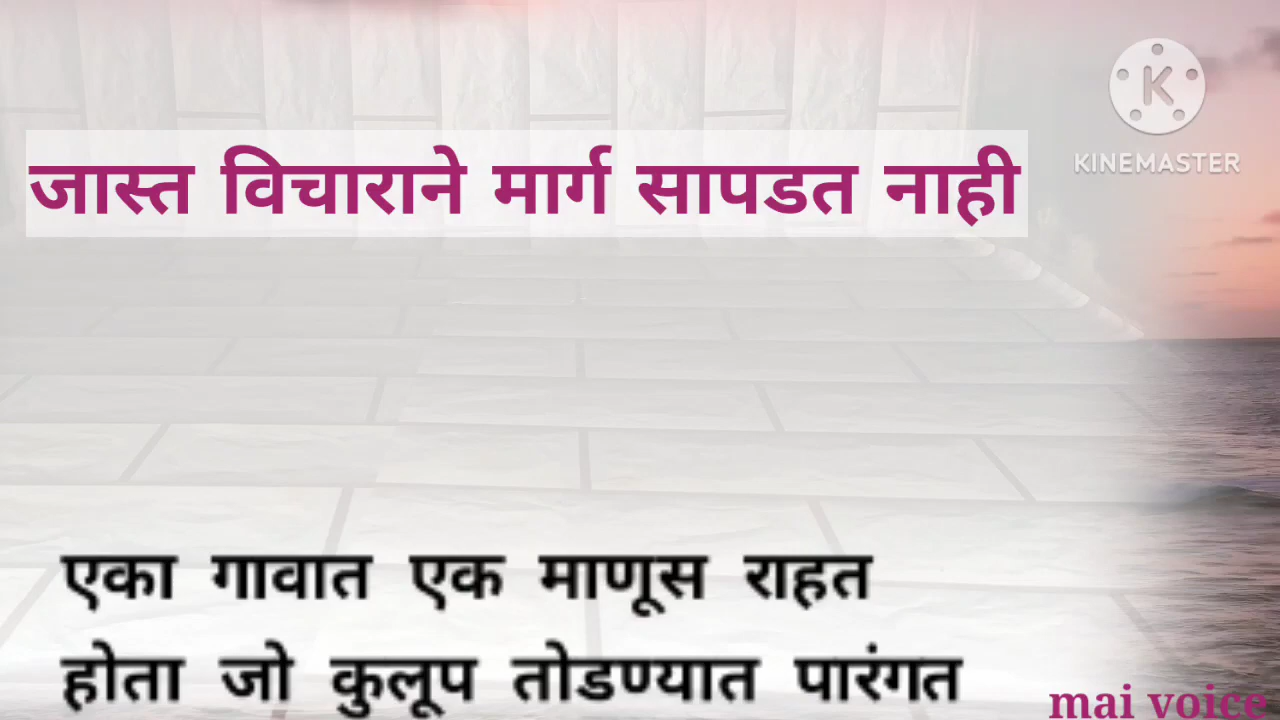 KINEMASTER
जास्त विचाराने मार्ग सापडत नाही
एका गावात एक माणूस राहत
होता जो कुलूप तोडण्यात पारंगत
mai voice